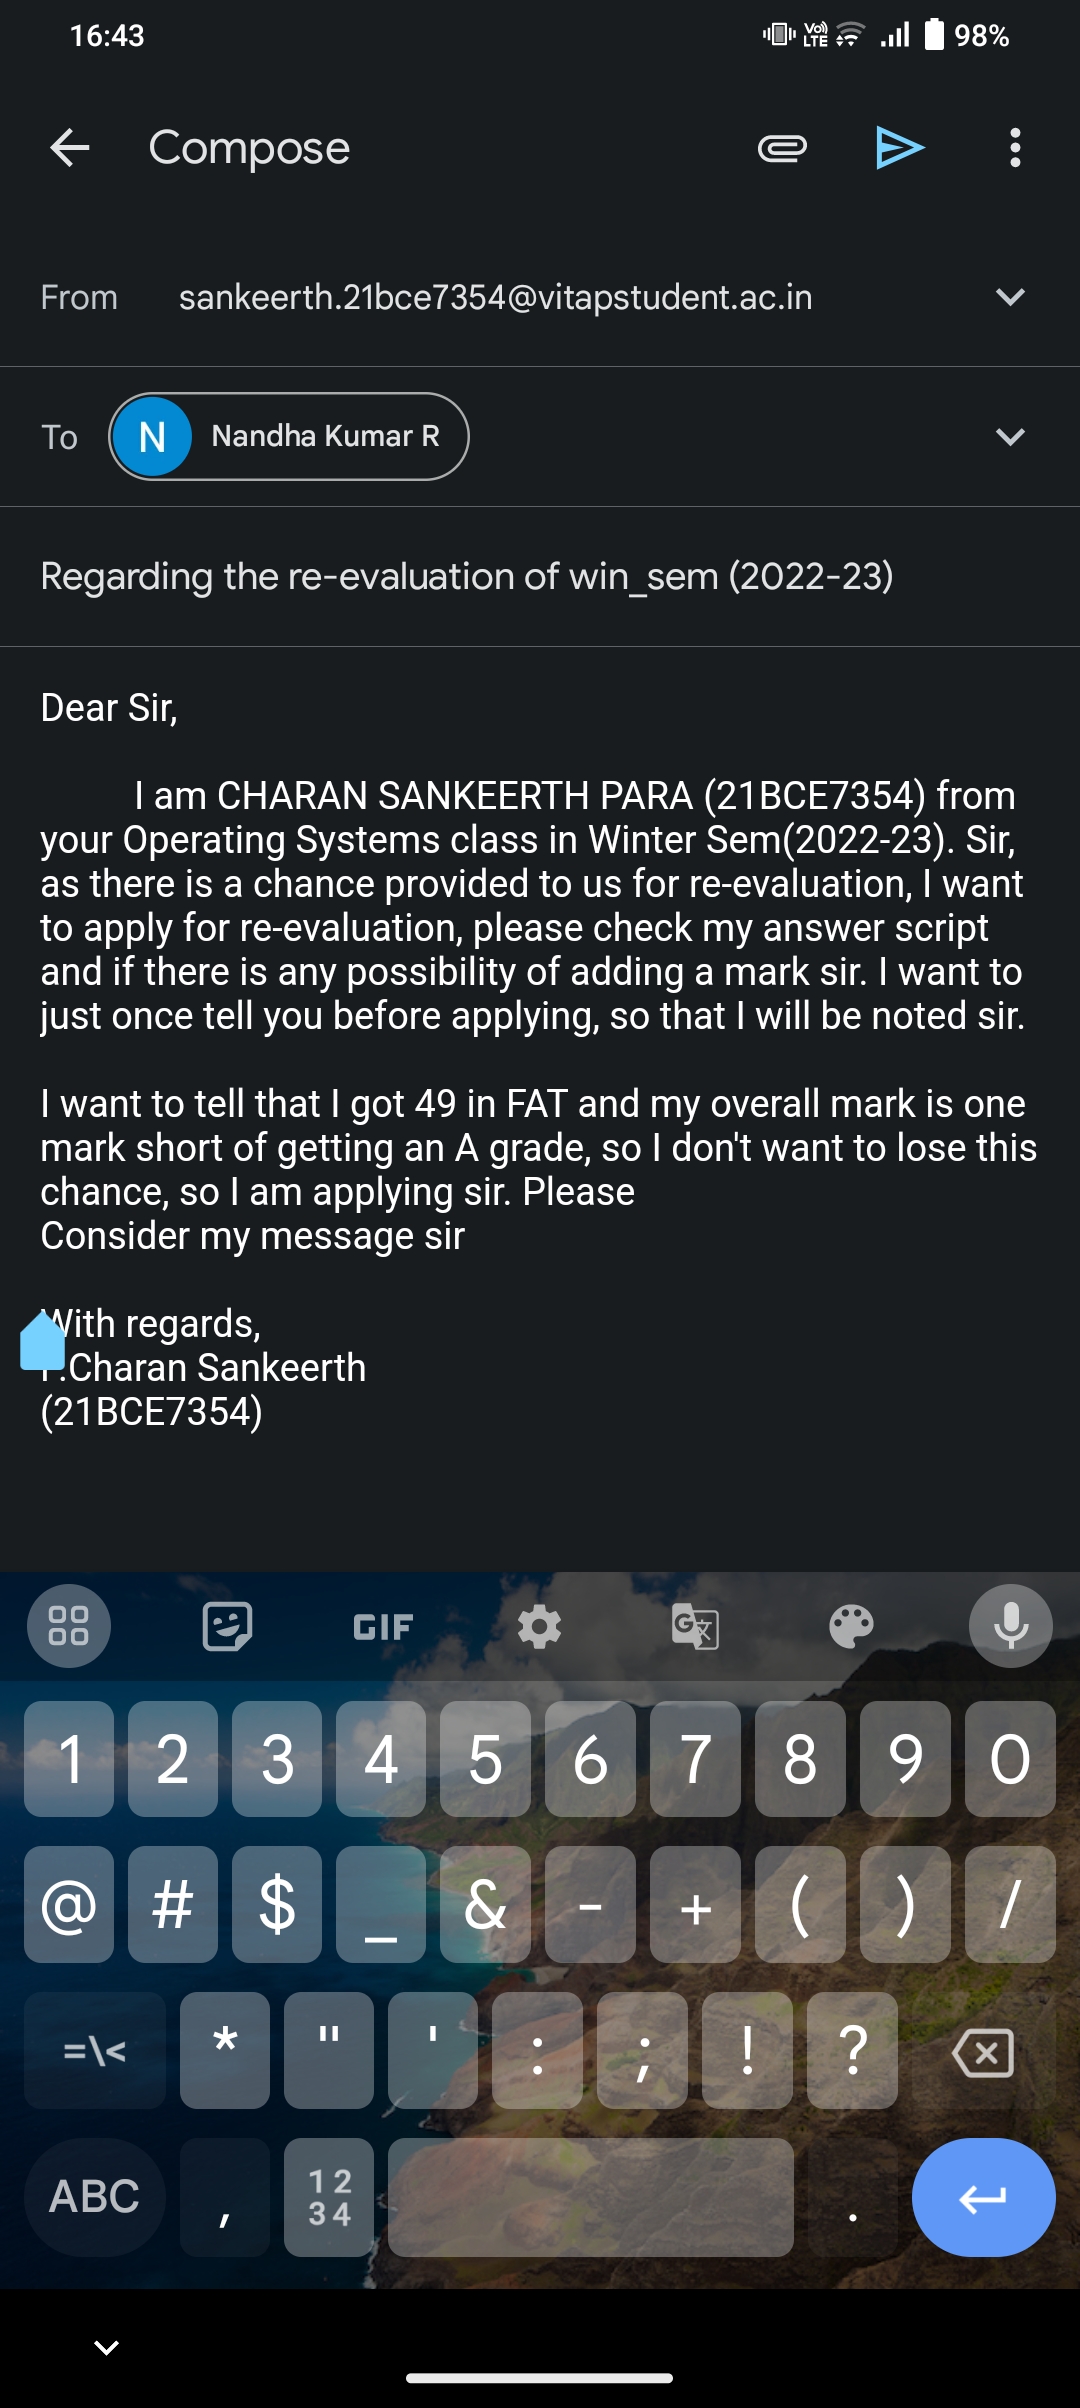 16:43
Vo))
LTE
98%
Compose
From sankeerth.21bce7354@vitapstudent.ac.in
To N Nandha Kumar R
Regarding the re-evaluation of win_sem (2022-23)
Dear Sir,
I am CHARAN SANKEERTH PARA (21BCE7354) from
your Operating Systems class in Winter Sem(2022-23). Sir,
as there is a chance provided to us for re-evaluation, I want
to apply for re-evaluation, please check my answer script
and if there is any possibility of adding a mark sir. I want to
just once tell you before applying, so that I will be noted sir.
I want to tell that I got 49 in FAT and my overall mark is one
mark short of getting an A grade, so I don't want to lose this
chance, so I am applying sir. Please
Consider my message sir
With regards,
.Charan Sankeerth
(21BCE7354)
GIF
1 2 3 4 5 6 7 8 9 0
@ # $ _ & - + ( ) /
=\< * " ' : ; ! ?
ABC , 1 2 .
3 4